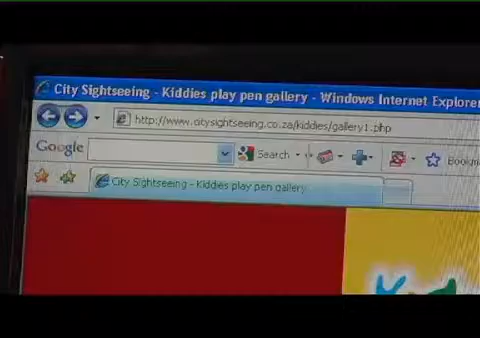 City Sightseeing - Kiddies play pen gallery - Windows Internet Explorer
http://www.citysightseeing.co.za/kiddies/gallery1.php
Google Search Bookm
City Sightseeing - Kiddies play pen gallery